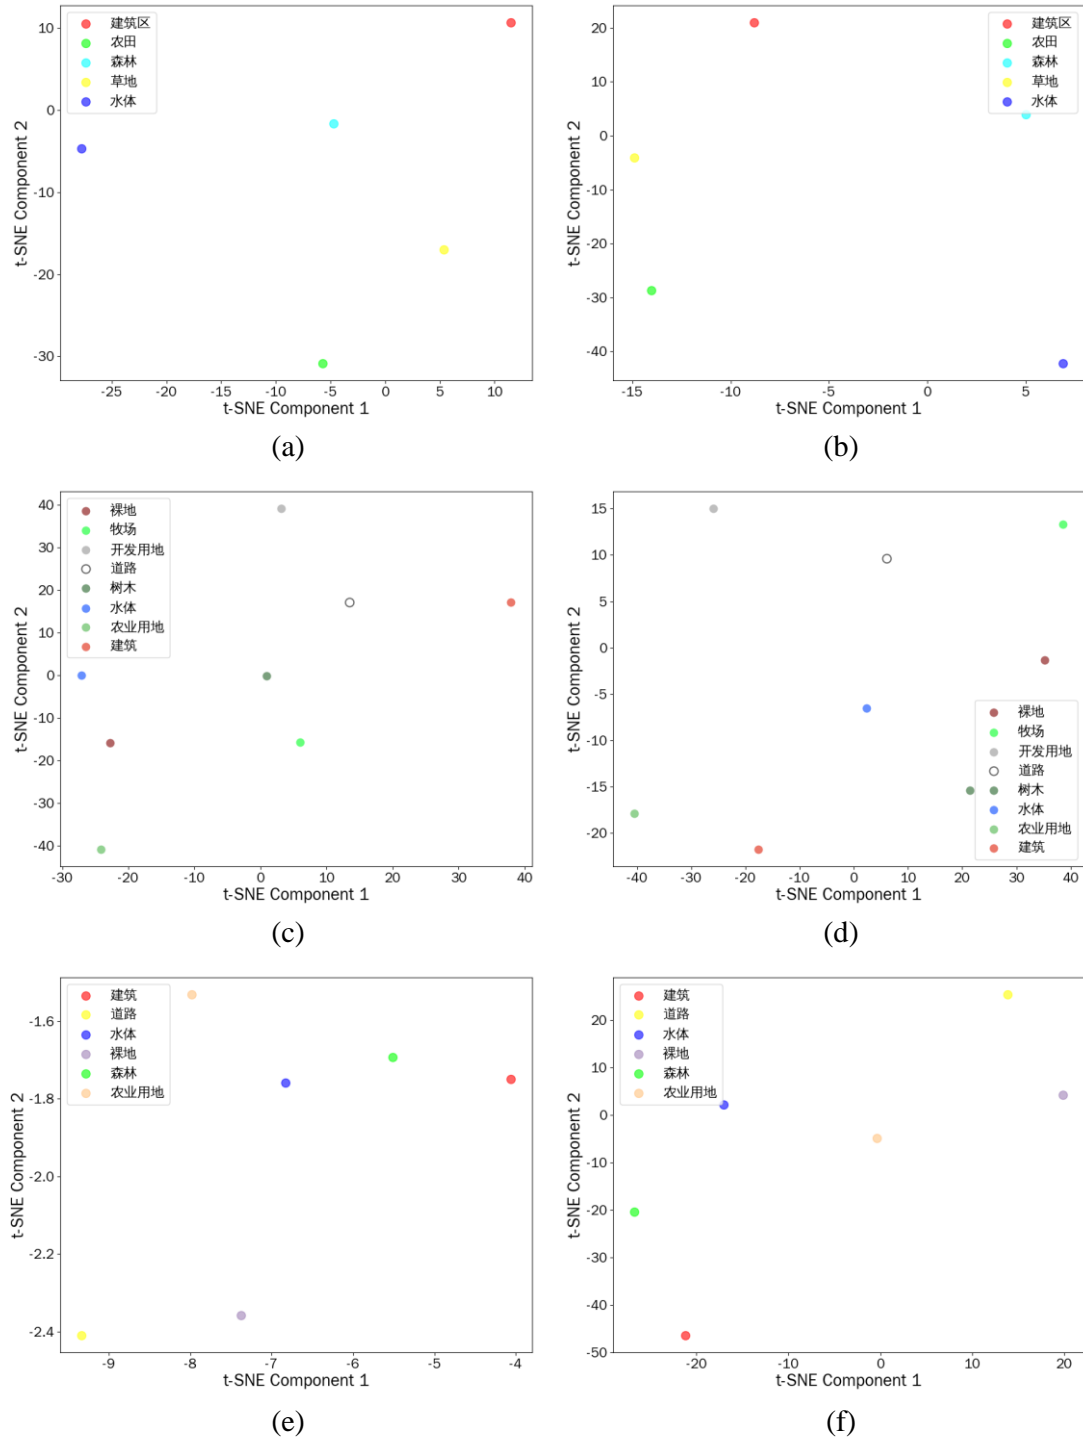 10
0
-10
-20
-30
t-SNE Component 2
建筑区
农田
森林
草地
水体
-25 -20 -15 -10 -5 0 5 10
t-SNE Component 1
(a)
20
10
0
-10
-20
-30
-40
t-SNE Component 2
建筑区
农田
森林
草地
水体
-15 -10 -5 0 5
t-SNE Component 1
(b)
40
30
20
10
0
-10
-20
-30
-40
t-SNE Component 2
裸地
牧场
开发用地
道路
树木
水体
农业用地
建筑
-30 -20 -10 0 10 20 30 40
t-SNE Component 1
(c)
15
10
5
0
-5
-10
-15
-20
t-SNE Component 2
裸地
牧场
开发用地
道路
树木
水体
农业用地
建筑
-40 -30 -20 -10 0 10 20 30 40
t-SNE Component 1
(d)
-1.6
-1.8
-2.0
-2.2
-2.4
t-SNE Component 2
建筑
道路
水体
裸地
森林
农业用地
-9 -8 -7 -6 -5 -4
t-SNE Component 1
(e)
20
10
0
-10
-20
-30
-40
-50
t-SNE Component 2
建筑
道路
水体
裸地
森林
农业用地
-20 -10 0 10 20
t-SNE Component 1
(f)